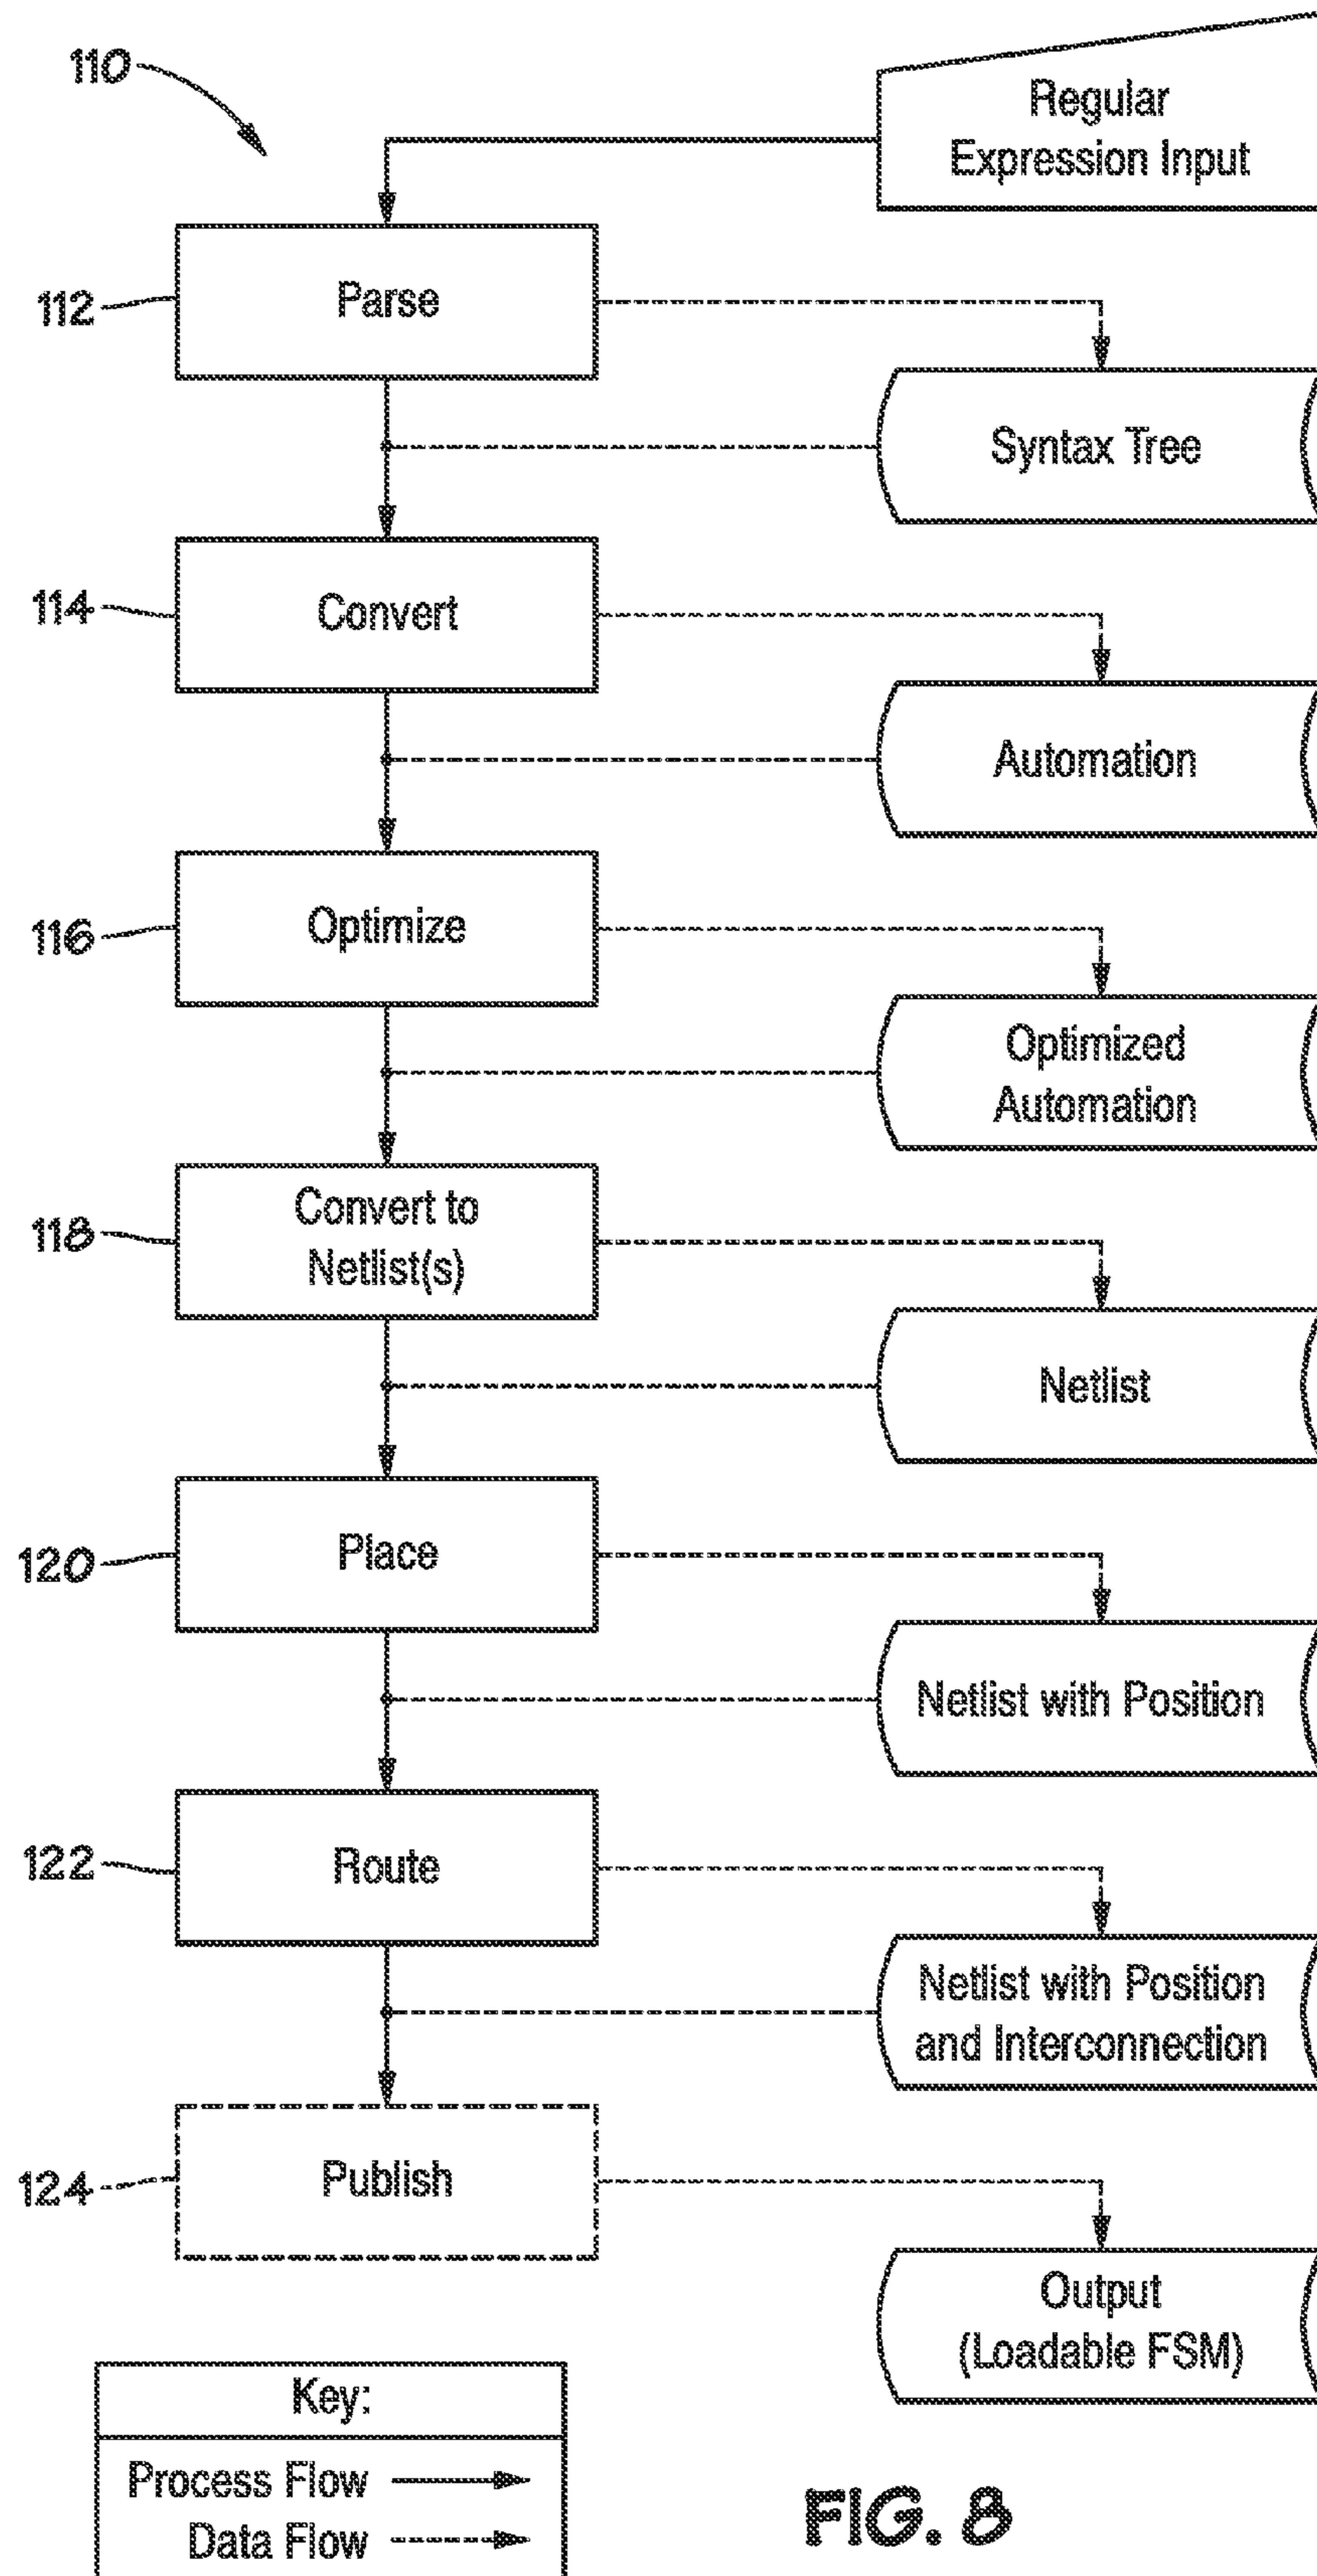 110
Regular
Expression Input
112
Parse
Syntax Tree
114
Convert
Automation
116
Optimize
Optimized
Automation
118
Convert to
Netlist(s)
Netlist
120
Place
Netlist with Position
122
Route
Netlist with Position
and Interconnection
124
Publish
Output
(Loadable FSM)
Key:
Process Flow
Data Flow
FIG. 8